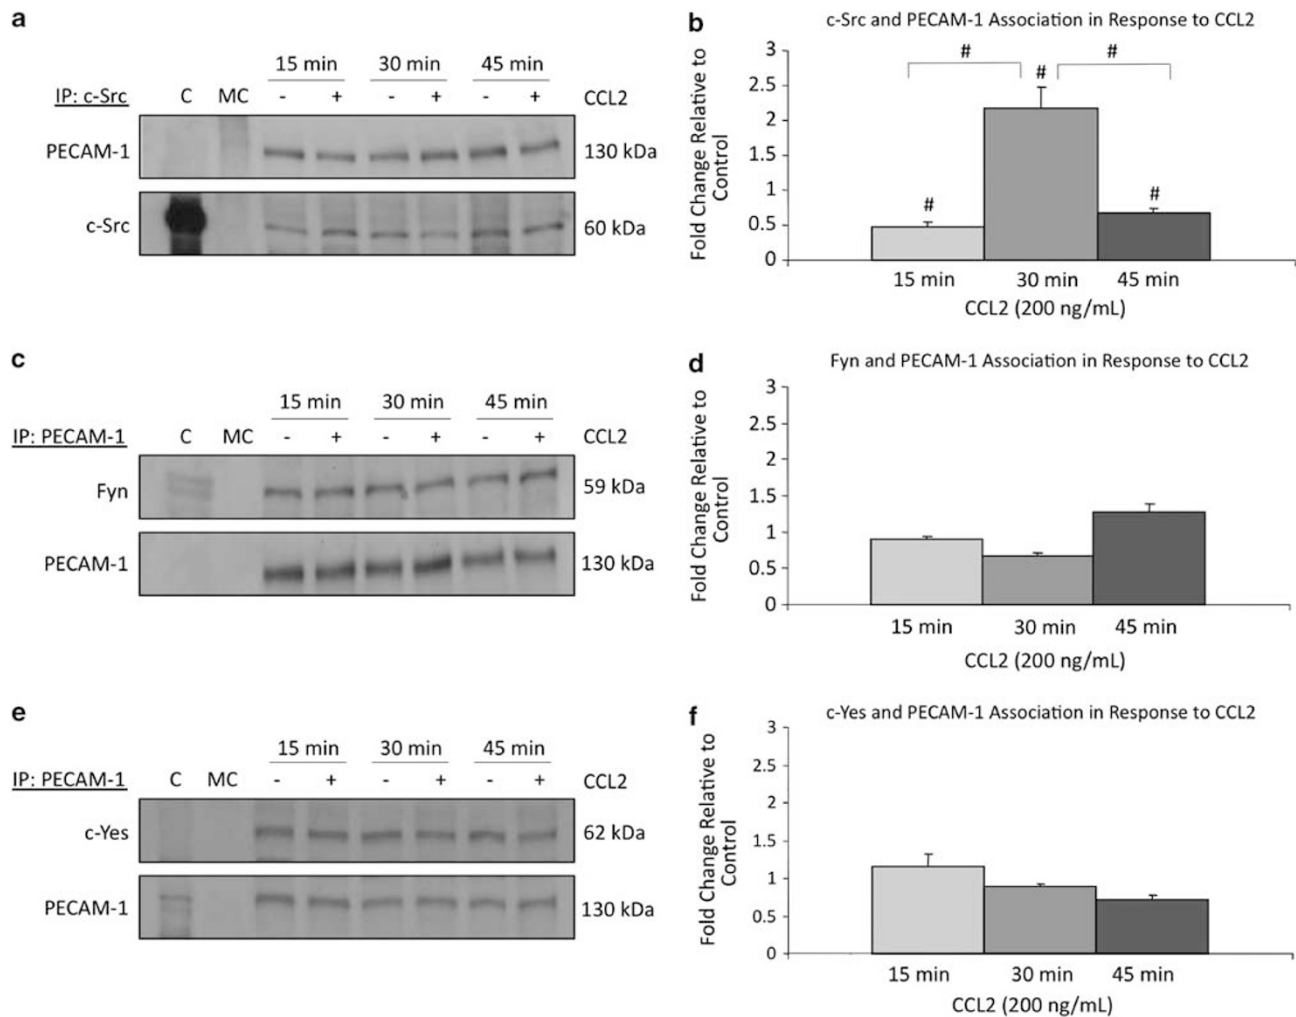 a
15 min 30 min 45 min
IP: c-Src C MC - + - + - + CCL2
PECAM-1 130 kDa
c-Src 60 kDa
b
c-Src and PECAM-1 Association in Response to CCL2
Fold Change Relative to
Control
3
2.5
2
1.5
1
0.5
0
# #
#
# #
15 min 30 min 45 min
CCL2 (200 ng/mL)
c
15 min 30 min 45 min
IP: PECAM-1 C MC - + - + - + CCL2
Fyn 59 kDa
PECAM-1 130 kDa
d
Fyn and PECAM-1 Association in Response to CCL2
Fold Change Relative to
Control
3
2.5
2
1.5
1
0.5
0
15 min 30 min 45 min
CCL2 (200 ng/mL)
e
15 min 30 min 45 min
IP: PECAM-1 C MC - + - + - + CCL2
c-Yes 62 kDa
PECAM-1 130 kDa
f
c-Yes and PECAM-1 Association in Response to CCL2
Fold Change Relative to
Control
3
2.5
2
1.5
1
0.5
0
15 min 30 min 45 min
CCL2 (200 ng/mL)